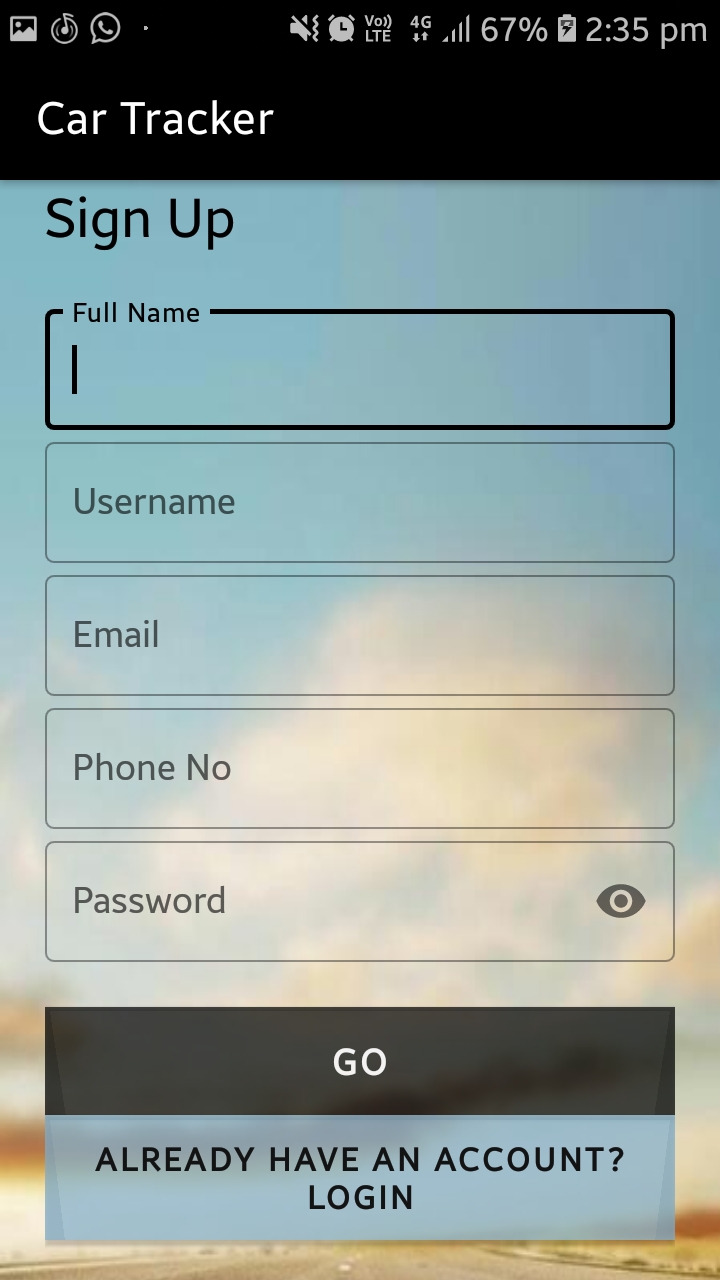 Vo)) LTE 4G 67% 2:35 pm
Car Tracker
Sign Up
Full Name
Username
Email
Phone No
Password
GO
ALREADY HAVE AN ACCOUNT?
LOGIN